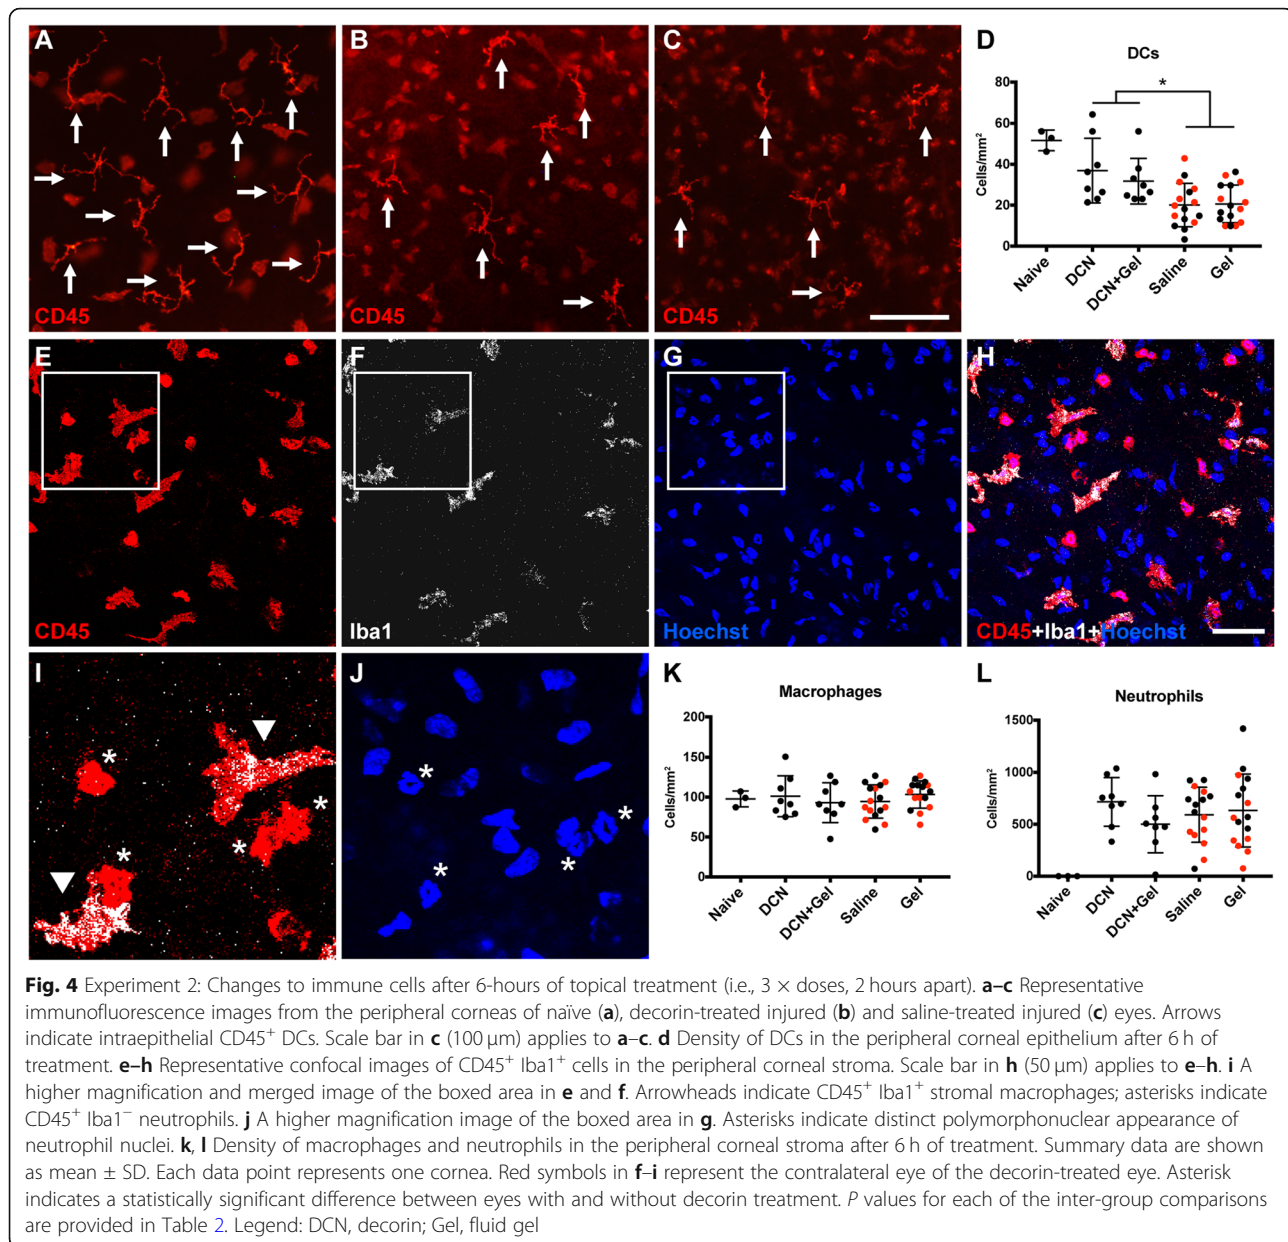 A
B
C
D
DCs
*
80
60
40
20
0
Cells/mm²
Naive
DCN
DCN+Gel
Saline
Gel
CD45
CD45
CD45
E
F
G
H
CD45
Iba1
Hoechst
CD45+Iba1+Hoechst
I
*
*
*
*
J
*
*
*
*
K
Macrophages
200
150
100
50
0
Cells/mm²
Naive
DCN
DCN+Gel
Saline
Gel
L
Neutrophils
1500
1000
500
0
Cells/mm²
Naive
DCN
DCN+Gel
Saline
Gel
Fig. 4 Experiment 2: Changes to immune cells after 6-hours of topical treatment (i.e., 3 × doses, 2 hours apart). a–c Representative
immunofluorescence images from the peripheral corneas of naïve (a), decorin-treated injured (b) and saline-treated injured (c) eyes. Arrows
indicate intraepithelial CD45⁺ DCs. Scale bar in c (100 μm) applies to a–c. d Density of DCs in the peripheral corneal epithelium after 6 h of
treatment. e–h Representative confocal images of CD45⁺ Iba1⁺ cells in the peripheral corneal stroma. Scale bar in h (50 μm) applies to e–h. i A
higher magnification and merged image of the boxed area in e and f. Arrowheads indicate CD45⁺ Iba1⁺ stromal macrophages; asterisks indicate
CD45⁺ Iba1⁻ neutrophils. j A higher magnification image of the boxed area in g. Asterisks indicate distinct polymorphonuclear appearance of
neutrophil nuclei. k, l Density of macrophages and neutrophils in the peripheral corneal stroma after 6 h of treatment. Summary data are shown
as mean ± SD. Each data point represents one cornea. Red symbols in f–i represent the contralateral eye of the decorin-treated eye. Asterisk
indicates a statistically significant difference between eyes with and without decorin treatment. P values for each of the inter-group comparisons
are provided in Table 2. Legend: DCN, decorin; Gel, fluid gel